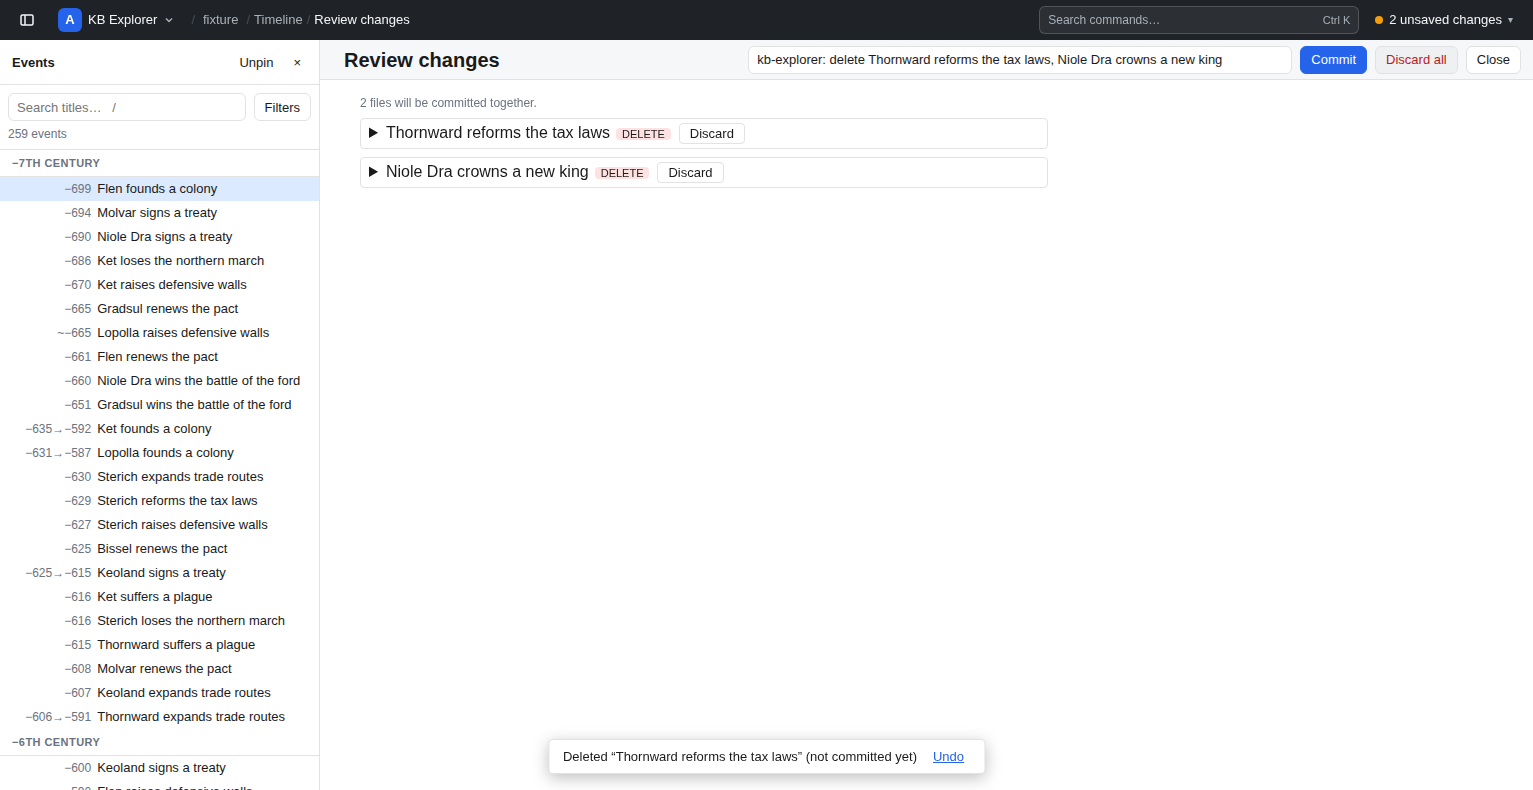 A KB Explorer / fixture / Timeline / Review changes
Search commands… Ctrl K
2 unsaved changes ▾
Events Unpin ×
Search titles… /
Filters
259 events
−7TH CENTURY
−699 Flen founds a colony
−694 Molvar signs a treaty
−690 Niole Dra signs a treaty
−686 Ket loses the northern march
−670 Ket raises defensive walls
−665 Gradsul renews the pact
~−665 Lopolla raises defensive walls
−661 Flen renews the pact
−660 Niole Dra wins the battle of the ford
−651 Gradsul wins the battle of the ford
−635→−592 Ket founds a colony
−631→−587 Lopolla founds a colony
−630 Sterich expands trade routes
−629 Sterich reforms the tax laws
−627 Sterich raises defensive walls
−625 Bissel renews the pact
−625→−615 Keoland signs a treaty
−616 Ket suffers a plague
−616 Sterich loses the northern march
−615 Thornward suffers a plague
−608 Molvar renews the pact
−607 Keoland expands trade routes
−606→−591 Thornward expands trade routes
−6TH CENTURY
−600 Keoland signs a treaty
Review changes
kb-explorer: delete Thornward reforms the tax laws, Niole Dra crowns a new king
Commit Discard all Close
2 files will be committed together.
Thornward reforms the tax laws DELETE Discard
Niole Dra crowns a new king DELETE Discard
Deleted “Thornward reforms the tax laws” (not committed yet) Undo